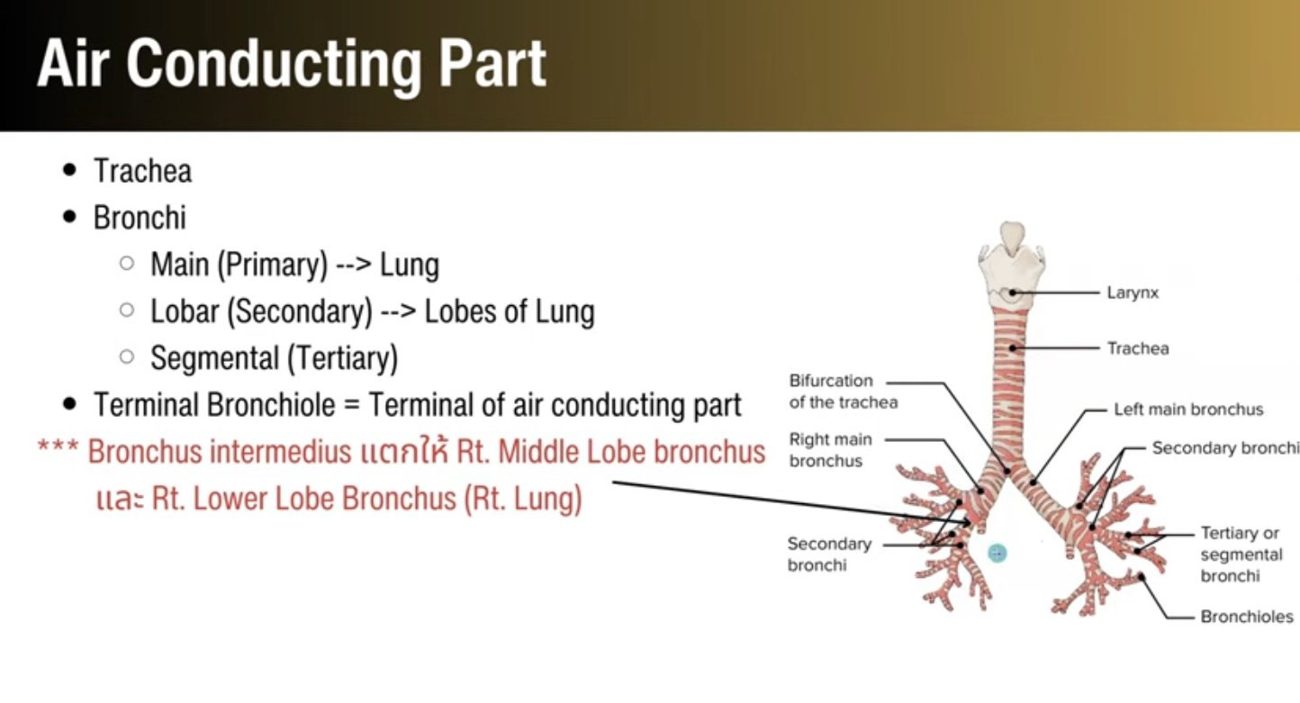 Air Conducting Part
Trachea
Bronchi
Main (Primary) --> Lung
Lobar (Secondary) --> Lobes of Lung
Segmental (Tertiary)
Terminal Bronchiole = Terminal of air conducting part
*** Bronchus intermedius แตกให้ Rt. Middle Lobe bronchus
และ Rt. Lower Lobe Bronchus (Rt. Lung)
Larynx
Trachea
Bifurcation
of the trachea
Left main bronchus
Right main
bronchus
Secondary bronchi
Secondary
bronchi
Tertiary or
segmental
bronchi
Bronchioles